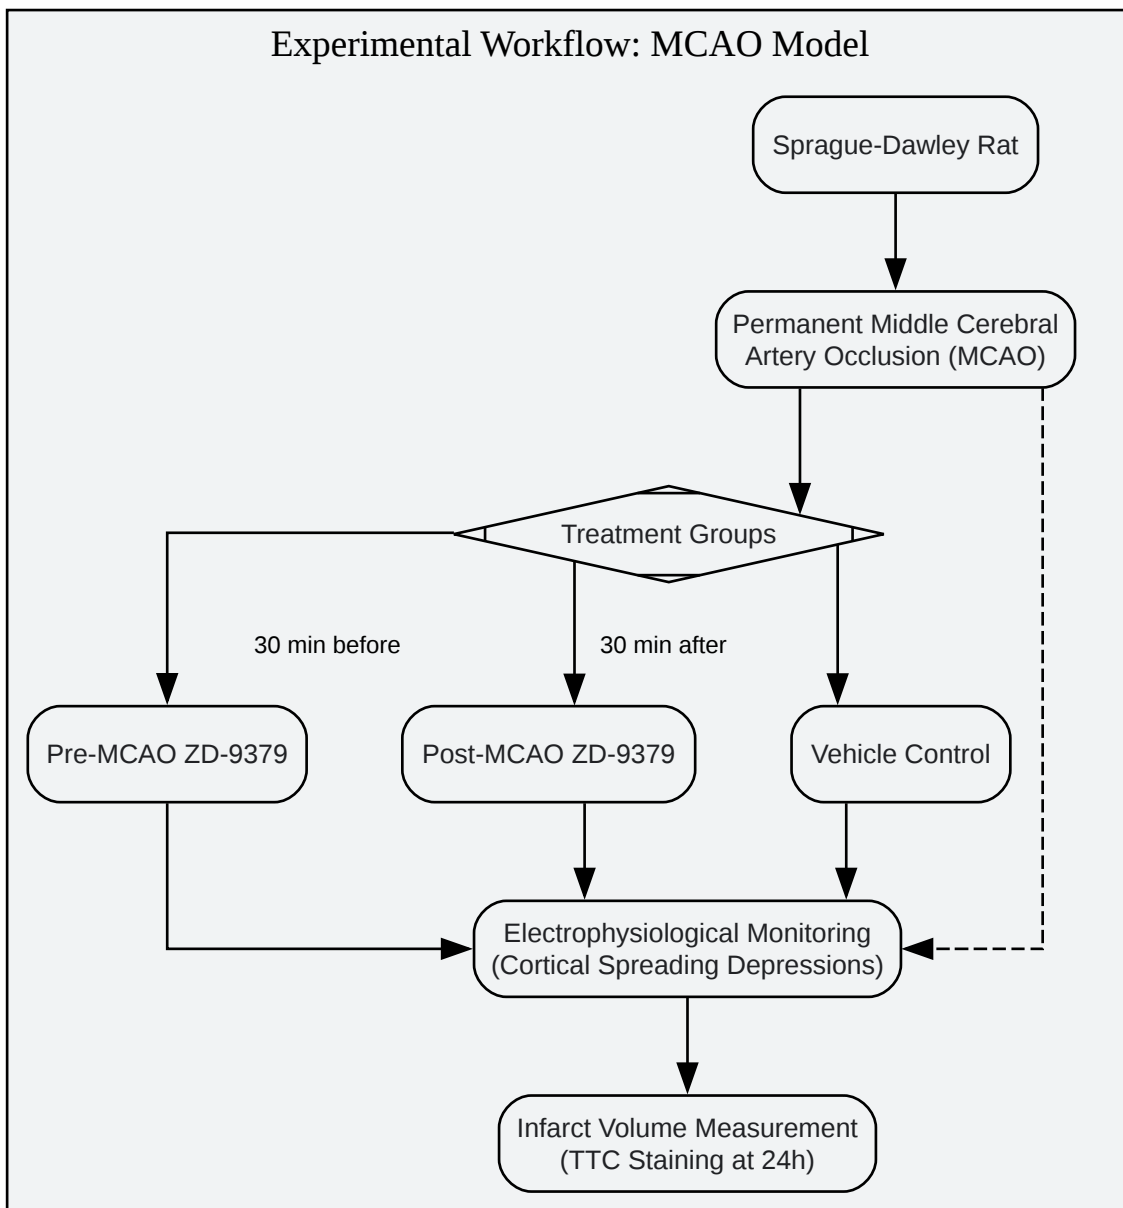 Experimental Workflow: MCAO Model
Sprague-Dawley Rat
Permanent Middle Cerebral
Artery Occlusion (MCAO)
Treatment Groups
30 min before
30 min after
Pre-MCAO ZD-9379
Post-MCAO ZD-9379
Vehicle Control
Electrophysiological Monitoring
(Cortical Spreading Depressions)
Infarct Volume Measurement
(TTC Staining at 24h)